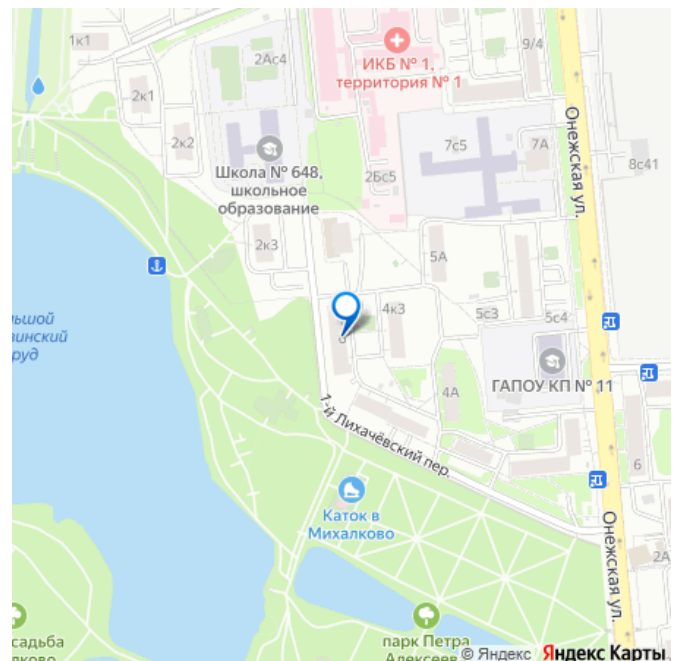 1к1
2к1
2к2
2Ас4
ИКБ № 1,
территория № 1
9/4
Онежская ул.
Школа № 648,
школьное
образование
2Бс5
7с5
7А
8с41
2к3
5А
4к3
5с3
5с4
ГАПОУ КП № 11
4А
1-й Лихачёвский пер.
6
Каток в
Михалково
Онежская ул.
2А
парк Петра
© Яндекс Яндекс Карты